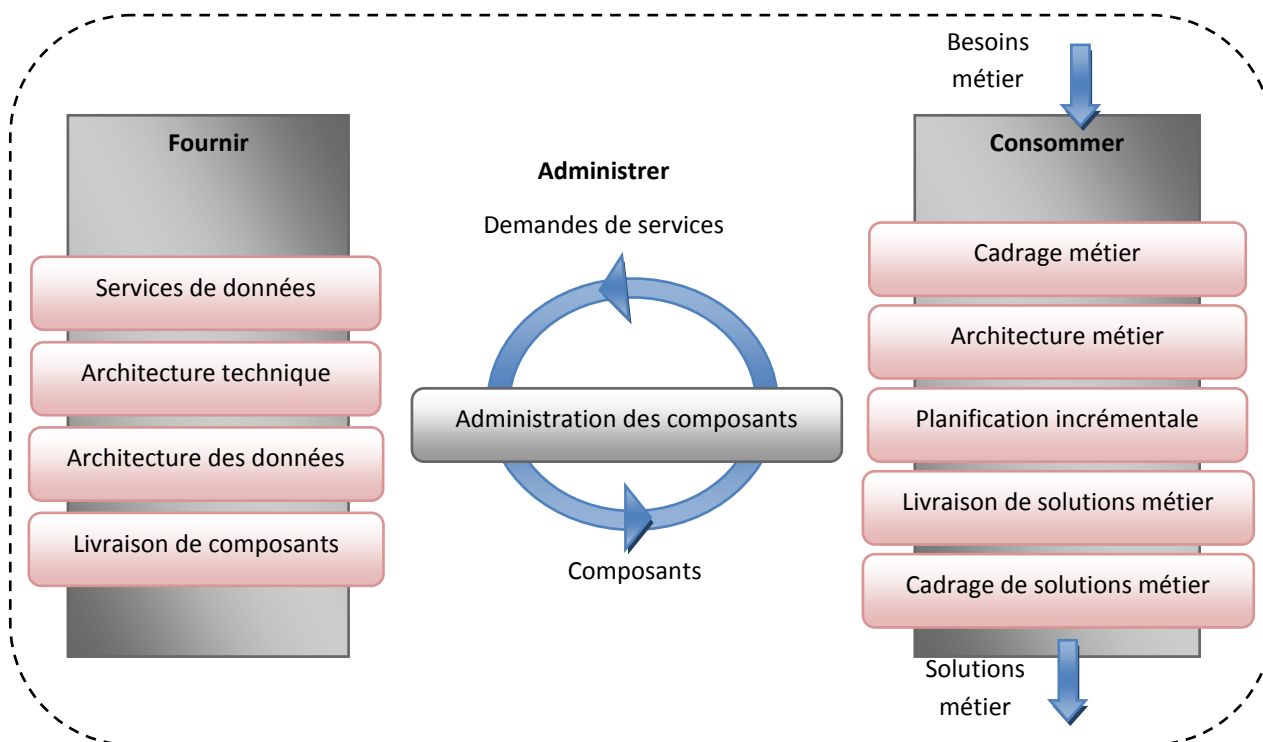 Fournir
Services de données
Architecture technique
Architecture des données
Livraison de composants
Administrer
Demandes de services
Administration des composants
Composants
Besoins
métier
Consommer
Cadrage métier
Architecture métier
Planification incrémentale
Livraison de solutions métier
Cadrage de solutions métier
Solutions
métier